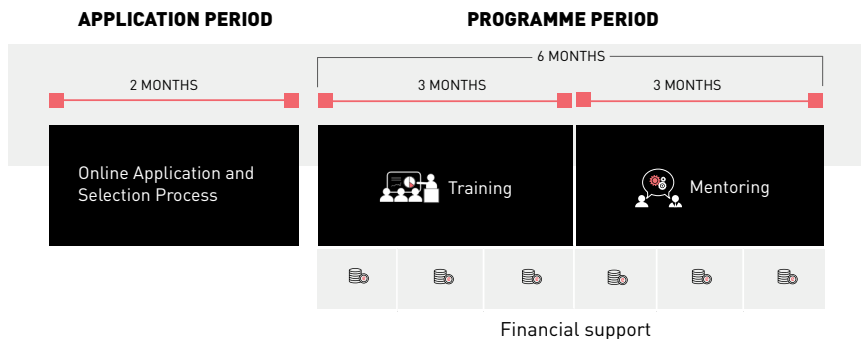 APPLICATION PERIOD
PROGRAMME PERIOD
6 MONTHS
2 MONTHS
3 MONTHS
3 MONTHS
Online Application and
Selection Process
Training
Mentoring
Financial support